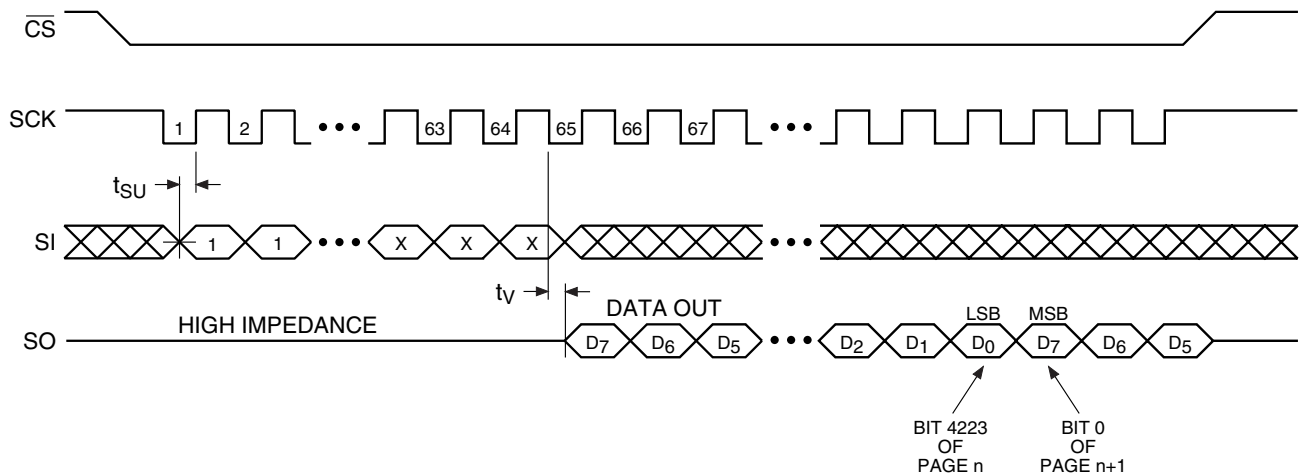 CS
SCK 1 2 ••• 63 64 65 66 67 •••
tSU
SI 1 1 ••• X X X •••
tV
HIGH IMPEDANCE DATA OUT LSB MSB
SO D7 D6 D5 ••• D2 D1 D0 D7 D6 D5
BIT 4223
OF
PAGE n
BIT 0
OF
PAGE n+1